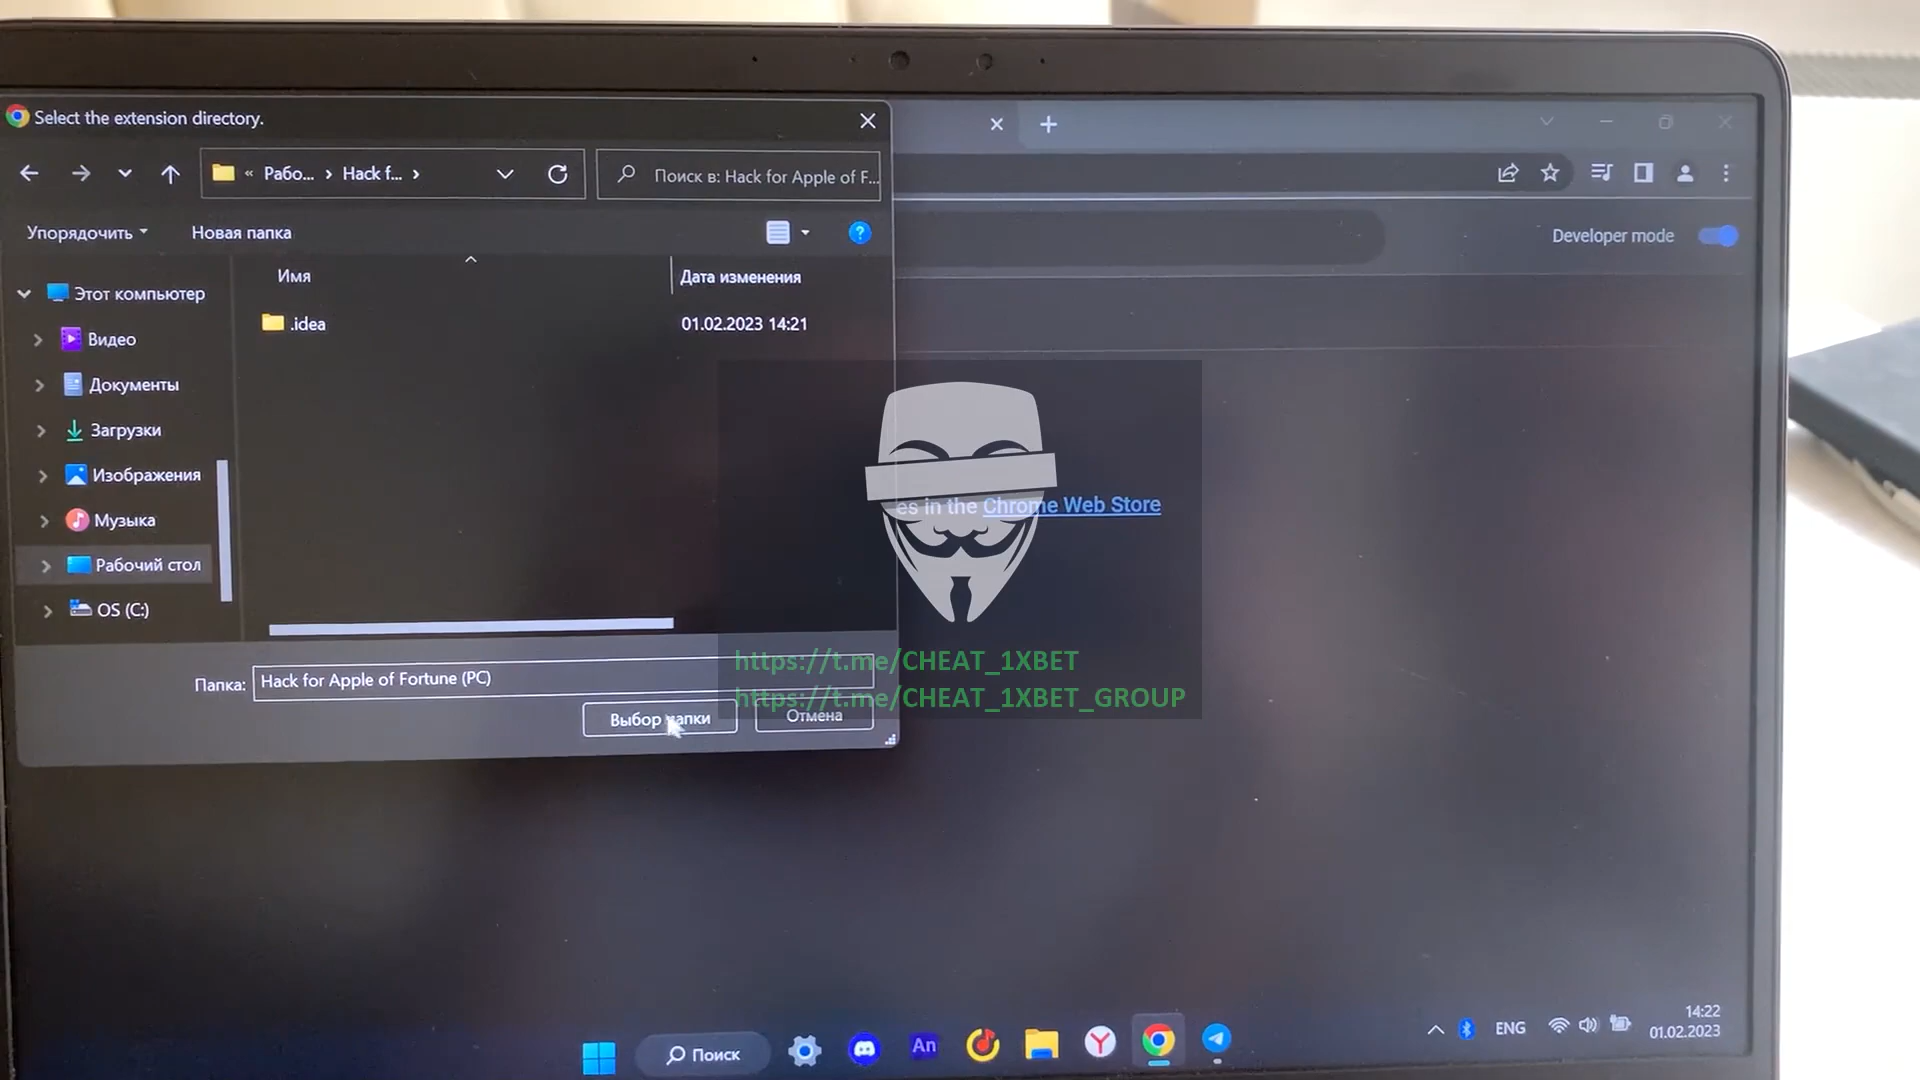 Select the extension directory.
« Рабо... › Hack f... ›
Поиск в: Hack for Apple of F...
Упорядочить
Новая папка
Developer mode
Имя
Дата изменения
Этот компьютер
.idea
01.02.2023 14:21
Видео
Документы
Загрузки
Изображения
Музыка
Рабочий стол
OS (C:)
es in the Chrome Web Store
https://t.me/CHEAT_1XBET
https://t.me/CHEAT_1XBET_GROUP
Папка:
Hack for Apple of Fortune (PC)
Выбор папки
Отмена
Поиск
An
ENG
14:22
01.02.2023